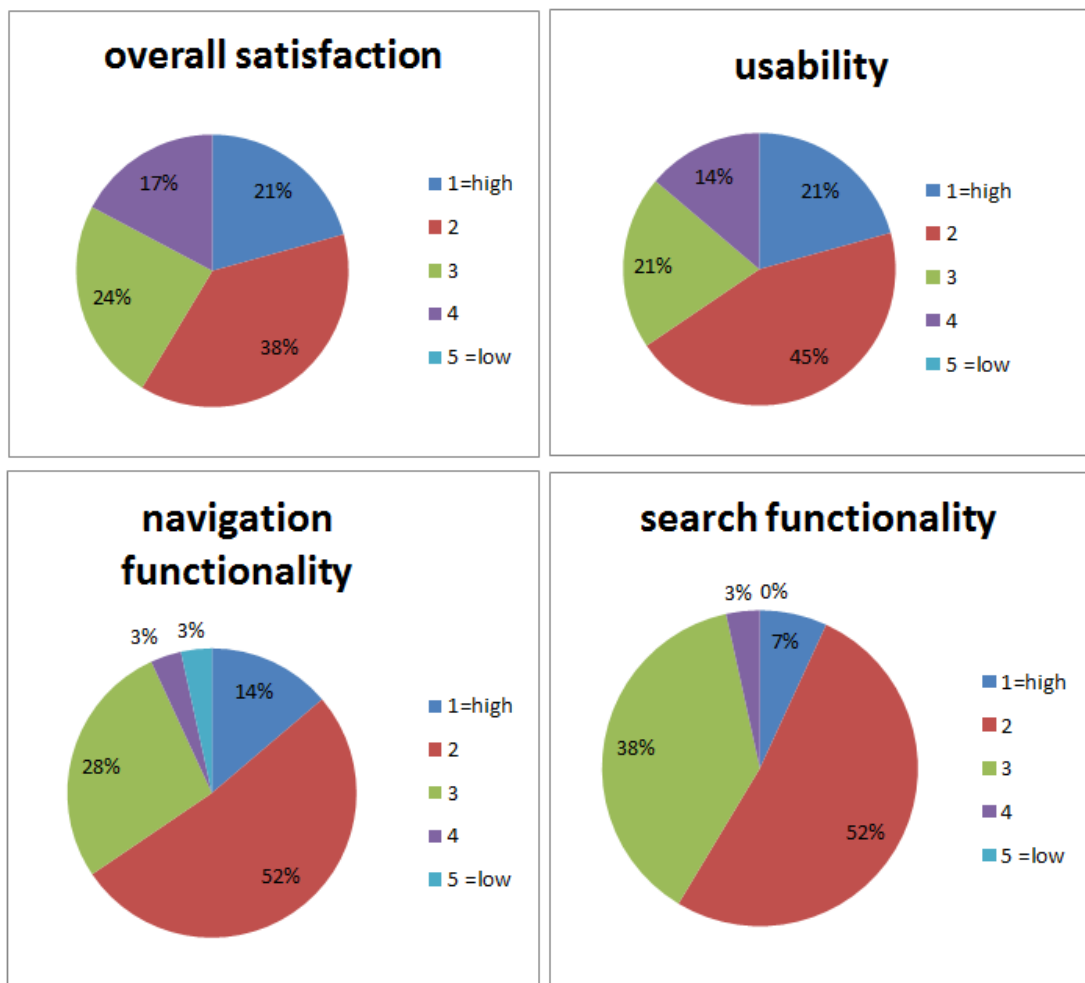 overall satisfaction
17%
21%
24%
38%
1=high
2
3
4
5 =low
usability
14%
21%
21%
45%
1=high
2
3
4
5 =low
navigation
functionality
3%
3%
14%
28%
52%
1=high
2
3
4
5 =low
search functionality
3%
0%
7%
38%
52%
1=high
2
3
4
5 =low